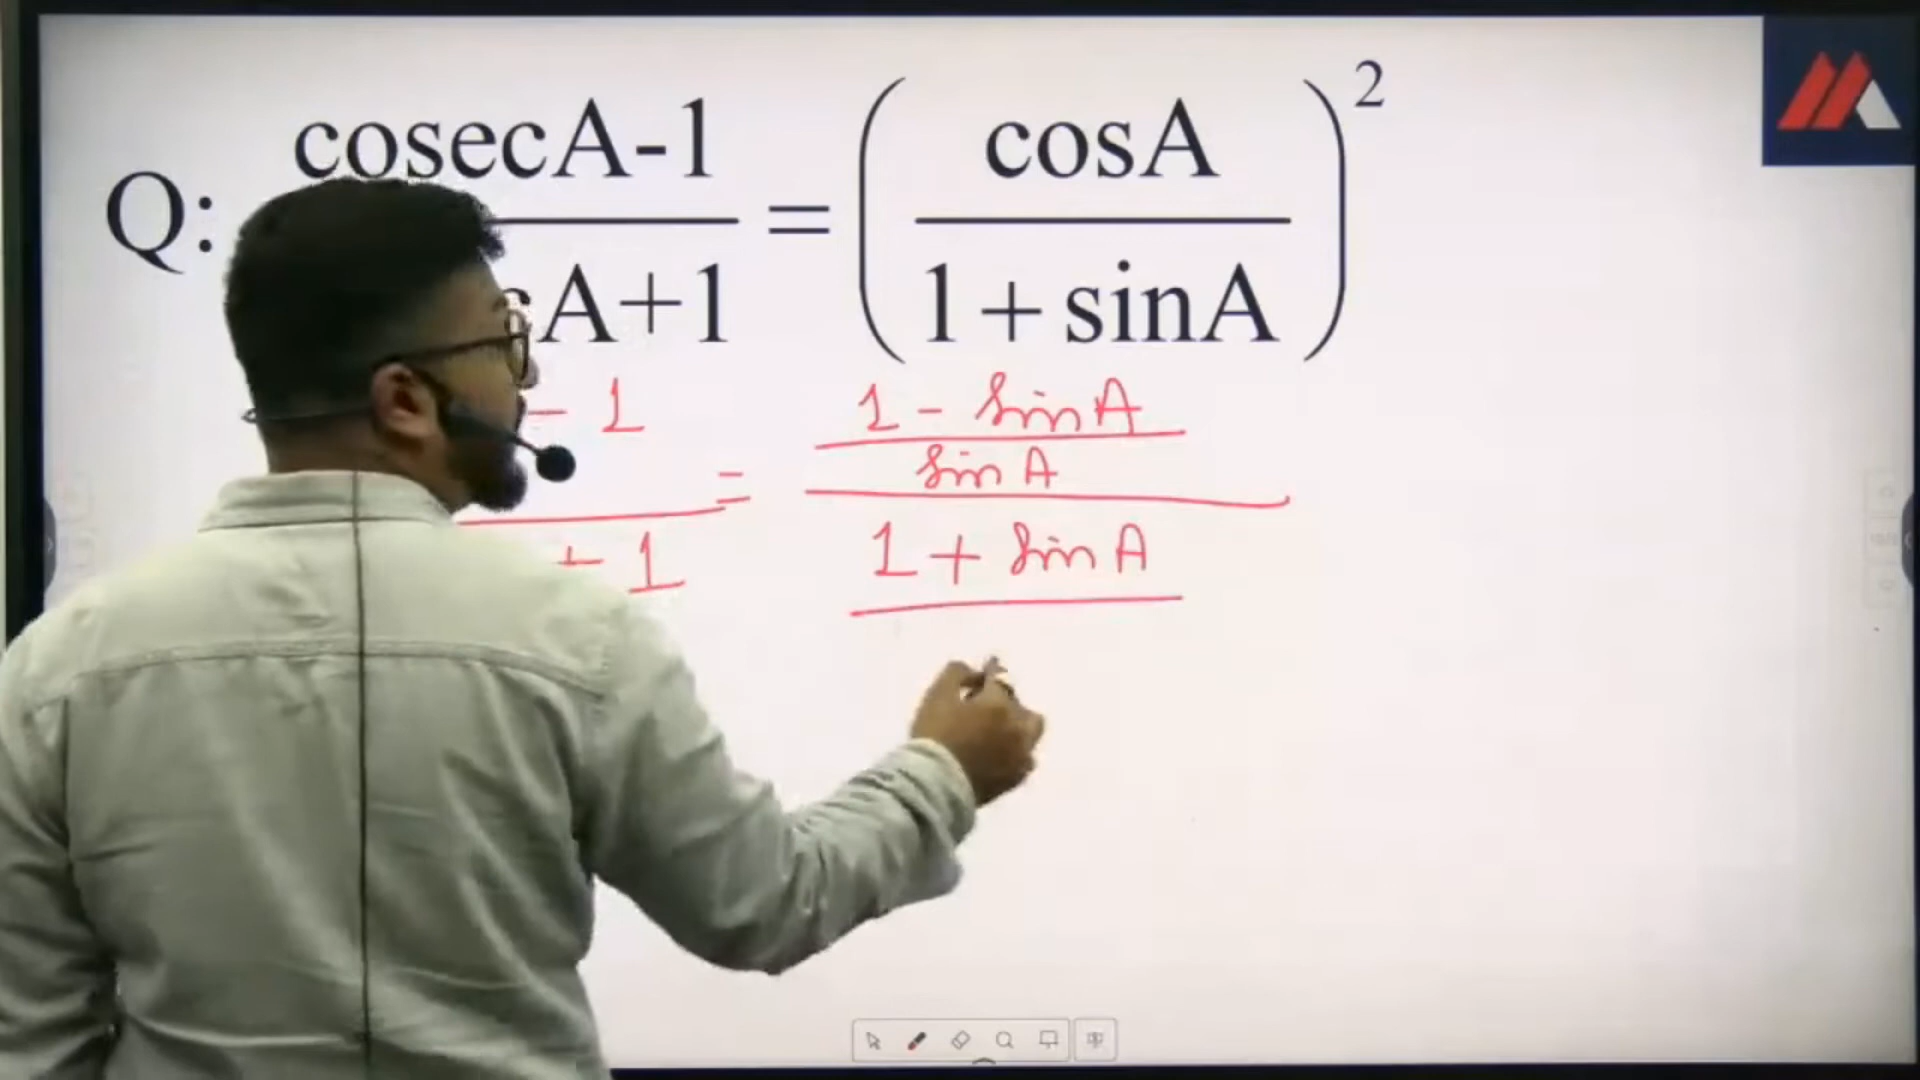 cosecA-1 = (cosA)²
Q:
A+1 1+sinA
- 1 1 - sinA
= sinA
+ 1 1 + sinA